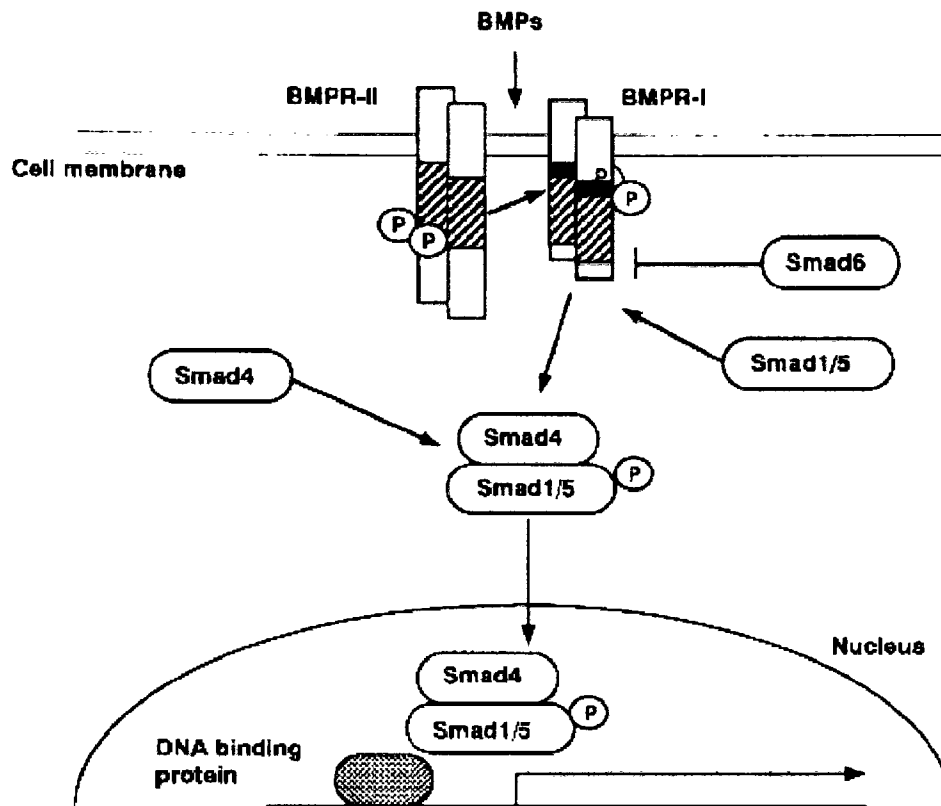 BMPs
BMPR-II
BMPR-I
Cell membrane
P
P
P
P
Smad6
Smad1/5
Smad4
Smad4
Smad1/5
P
Nucleus
Smad4
Smad1/5
P
DNA binding
protein